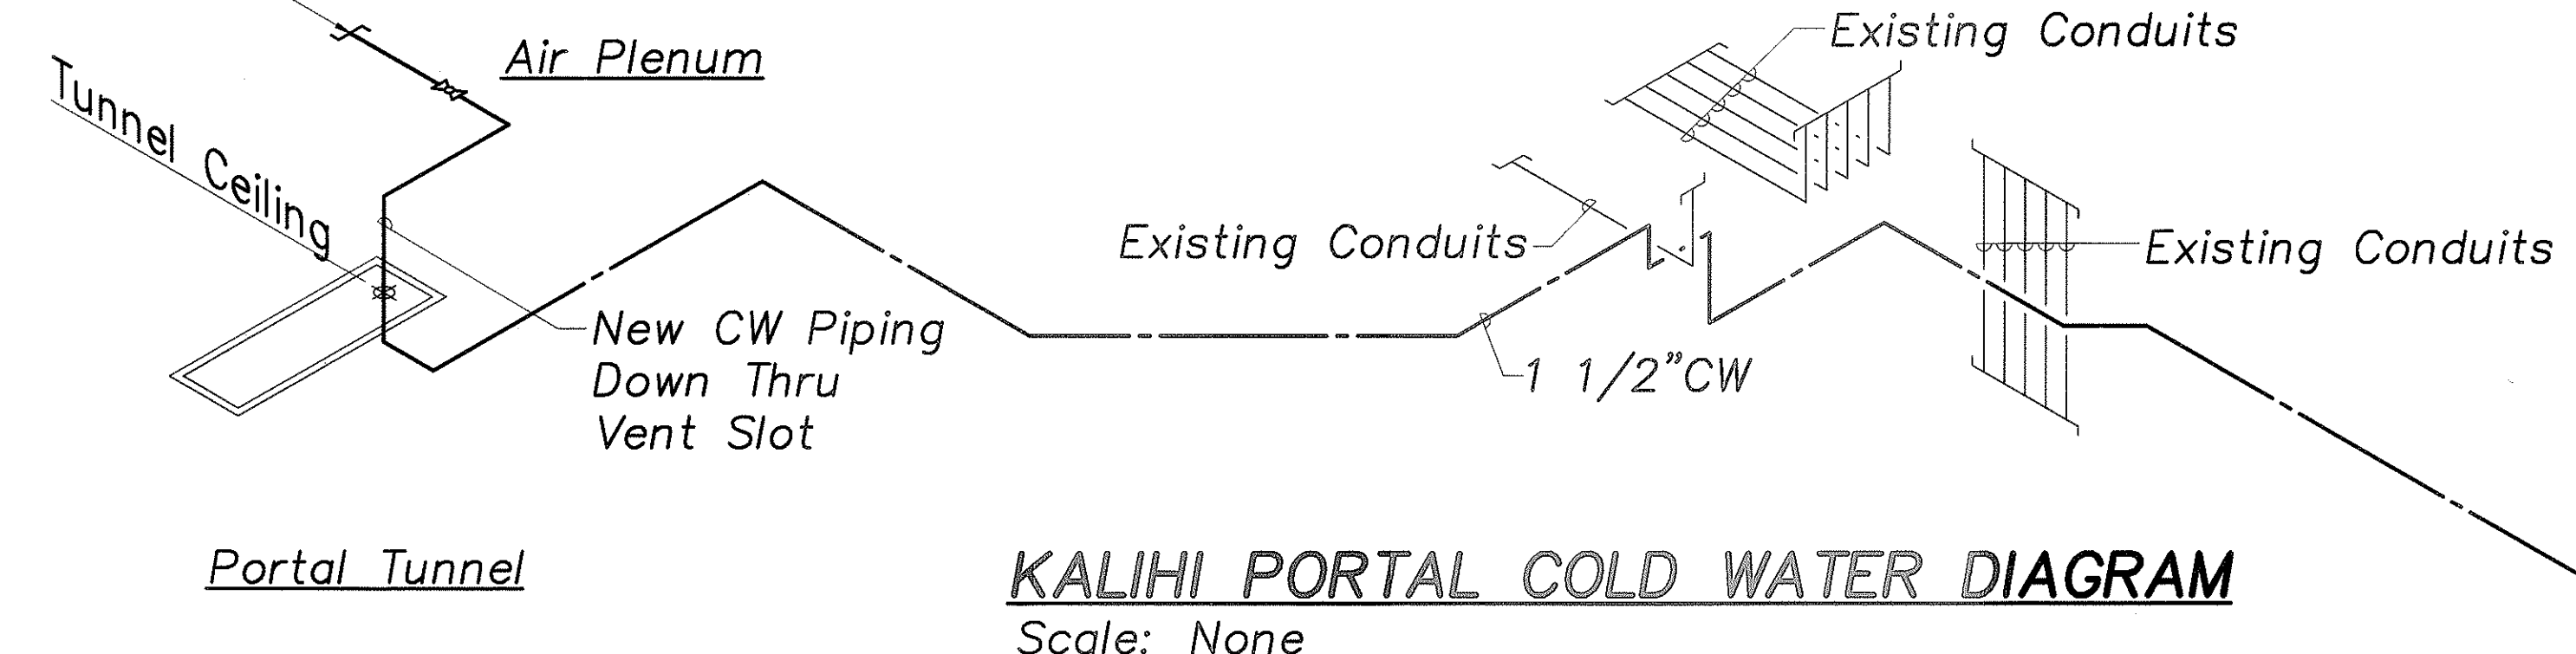 Existing Conduits
Air Plenum
Tunnel Ceiling
Existing Conduits
Existing Conduits
New CW Piping
Down Thru
Vent Slot
1 1/2"CW
Portal Tunnel
KALIHI PORTAL COLD WATER DIAGRAM
Scale: None